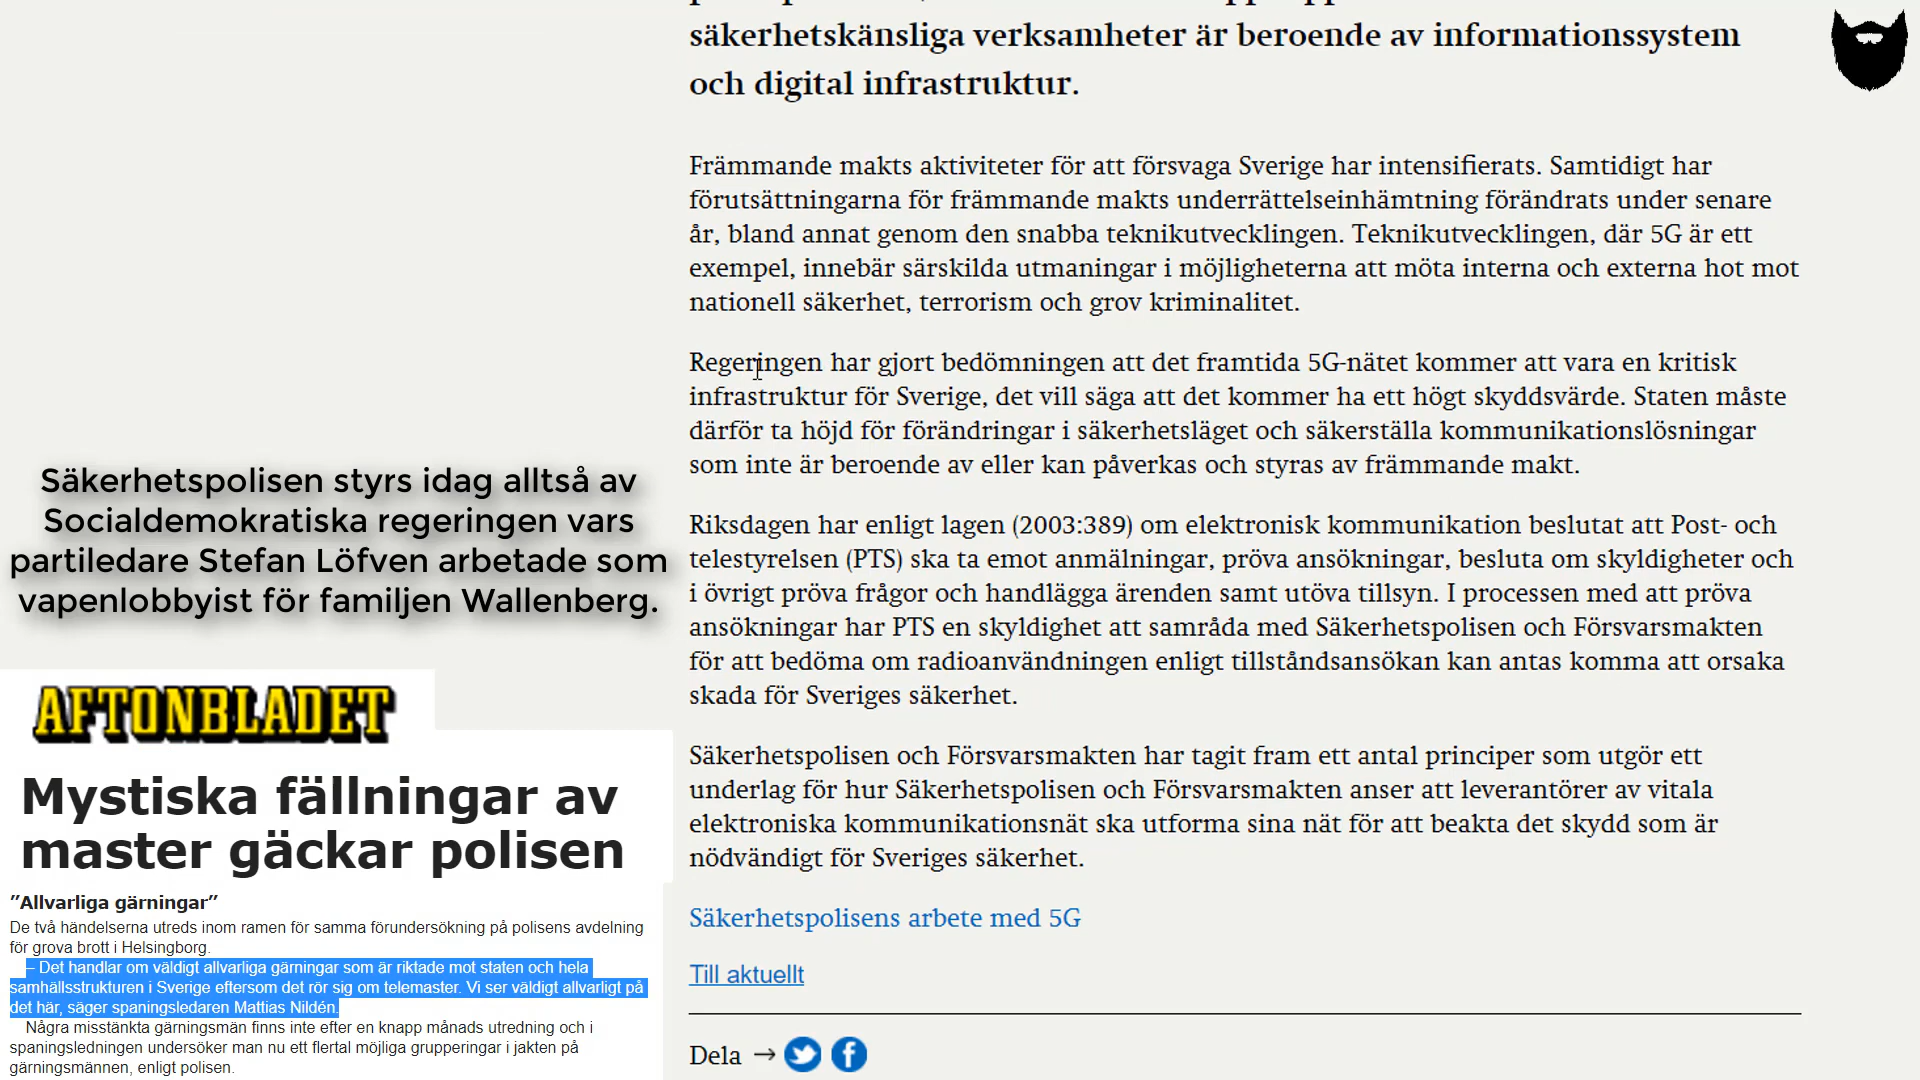 säkerhetskänsliga verksamheter är beroende av informationssystem
och digital infrastruktur.
Främmande makts aktiviteter för att försvaga Sverige har intensifierats. Samtidigt har
förutsättningarna för främmande makts underrättelseinhämtning förändrats under senare
år, bland annat genom den snabba teknikutvecklingen. Teknikutvecklingen, där 5G är ett
exempel, innebär särskilda utmaningar i möjligheterna att möta interna och externa hot mot
nationell säkerhet, terrorism och grov kriminalitet.
Regeringen har gjort bedömningen att det framtida 5G-nätet kommer att vara en kritisk
infrastruktur för Sverige, det vill säga att det kommer ha ett högt skyddsvärde. Staten måste
därför ta höjd för förändringar i säkerhetsläget och säkerställa kommunikationslösningar
som inte är beroende av eller kan påverkas och styras av främmande makt.
Riksdagen har enligt lagen (2003:389) om elektronisk kommunikation beslutat att Post- och
telestyrelsen (PTS) ska ta emot anmälningar, pröva ansökningar, besluta om skyldigheter och
i övrigt pröva frågor och handlägga ärenden samt utöva tillsyn. I processen med att pröva
ansökningar har PTS en skyldighet att samråda med Säkerhetspolisen och Försvarsmakten
för att bedöma om radioanvändningen enligt tillståndsansökan kan antas komma att orsaka
skada för Sveriges säkerhet.
Säkerhetspolisen och Försvarsmakten har tagit fram ett antal principer som utgör ett
underlag för hur Säkerhetspolisen och Försvarsmakten anser att leverantörer av vitala
elektroniska kommunikationsnät ska utforma sina nät för att beakta det skydd som är
nödvändigt för Sveriges säkerhet.
Säkerhetspolisens arbete med 5G
Till aktuellt
Dela →
Säkerhetspolisen styrs idag alltså av
Socialdemokratiska regeringen vars
partiledare Stefan Löfven arbetade som
vapenlobbyist för familjen Wallenberg.
AFTONBLADET
Mystiska fällningar av
master gäckar polisen
”Allvarliga gärningar”
De två händelserna utreds inom ramen för samma förundersökning på polisens avdelning
för grova brott i Helsingborg.
– Det handlar om väldigt allvarliga gärningar som är riktade mot staten och hela
samhällsstrukturen i Sverige eftersom det rör sig om telemaster. Vi ser väldigt allvarligt på
det här, säger spaningsledaren Mattias Nildén.
Några misstänkta gärningsmän finns inte efter en knapp månads utredning och i
spaningsledningen undersöker man nu ett flertal möjliga grupperingar i jakten på
gärningsmännen, enligt polisen.